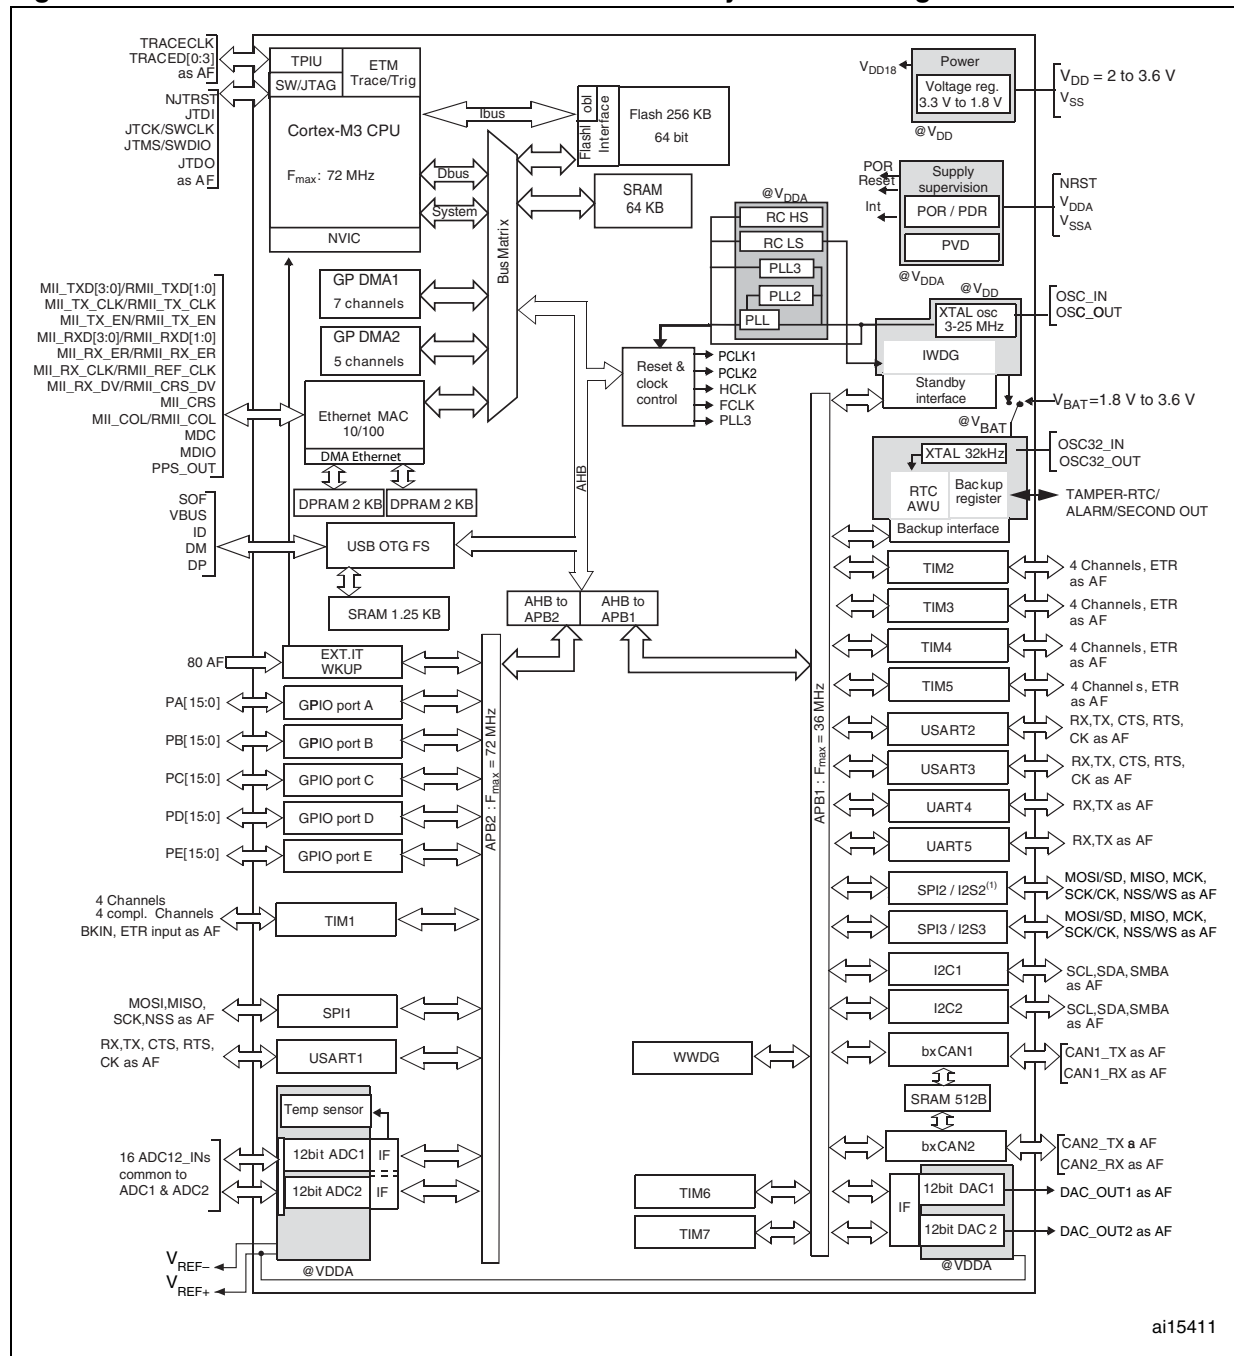 TRACECLK
TRACED[0:3]
as AF
NJTRST
JTDI
JTCK/SWCLK
JTMS/SWDIO
JTDO
as AF
TPIU
SW/JTAG
ETM
Trace/Trig
Cortex-M3 CPU
Fmax: 72 MHz
NVIC
Ibus
Dbus
System
Bus Matrix
Flash obl
Interface
Flash 256 KB
64 bit
SRAM
64 KB
Power
VDD18
Voltage reg.
3.3 V to 1.8 V
@VDD
VDD = 2 to 3.6 V
VSS
POR
Reset
Int
Supply
supervision
POR / PDR
PVD
@VDDA
NRST
VDDA
VSSA
@VDDA
RC HS
RC LS
PLL3
PLL2
PLL
@VDD
XTAL osc
3-25 MHz
IWDG
Standby
interface
OSC_IN
OSC_OUT
VBAT=1.8 V to 3.6 V
@VBAT
GP DMA1
7 channels
GP DMA2
5 channels
Reset &
clock
control
PCLK1
PCLK2
HCLK
FCLK
PLL3
MII_TXD[3:0]/RMII_TXD[1:0]
MII_TX_CLK/RMII_TX_CLK
MII_TX_EN/RMII_TX_EN
MII_RXD[3:0]/RMII_RXD[1:0]
MII_RX_ER/RMII_RX_ER
MII_RX_CLK/RMII_REF_CLK
MII_RX_DV/RMII_CRS_DV
MII_CRS
MII_COL/RMII_COL
MDC
MDIO
PPS_OUT
Ethernet MAC
10/100
DMA Ethernet
DPRAM 2 KB
DPRAM 2 KB
AHB
XTAL 32kHz
RTC
AWU
Backup
register
Backup interface
OSC32_IN
OSC32_OUT
TAMPER-RTC/
ALARM/SECOND OUT
SOF
VBUS
ID
DM
DP
USB OTG FS
SRAM 1.25 KB
AHB to
APB2
AHB to
APB1
80 AF
EXT.IT
WKUP
PA[15:0]
GPIO port A
PB[15:0]
GPIO port B
PC[15:0]
GPIO port C
PD[15:0]
GPIO port D
PE[15:0]
GPIO port E
4 Channels
4 compl. Channels
BKIN, ETR input as AF
TIM1
MOSI,MISO,
SCK,NSS as AF
SPI1
RX,TX, CTS, RTS,
CK as AF
USART1
Temp sensor
16 ADC12_INs
common to
ADC1 & ADC2
12bit ADC1
IF
12bit ADC2
IF
VREF–
VREF+
@VDDA
APB2 : Fmax = 72 MHz
APB1 : Fmax = 36 MHz
WWDG
TIM6
TIM7
TIM2
4 Channels, ETR
as AF
TIM3
4 Channels, ETR
as AF
TIM4
4 Channels, ETR
as AF
TIM5
4 Channels, ETR
as AF
USART2
RX,TX, CTS, RTS,
CK as AF
USART3
RX,TX, CTS, RTS,
CK as AF
UART4
RX,TX as AF
UART5
RX,TX as AF
SPI2 / I2S2(1)
MOSI/SD, MISO, MCK,
SCK/CK, NSS/WS as AF
SPI3 / I2S3
MOSI/SD, MISO, MCK,
SCK/CK, NSS/WS as AF
I2C1
SCL,SDA,SMBA
as AF
I2C2
SCL,SDA,SMBA
as AF
bxCAN1
CAN1_TX as AF
CAN1_RX as AF
SRAM 512B
bxCAN2
CAN2_TX a AF
CAN2_RX as AF
IF
12bit DAC1
DAC_OUT1 as AF
12bit DAC 2
DAC_OUT2 as AF
@VDDA
ai15411